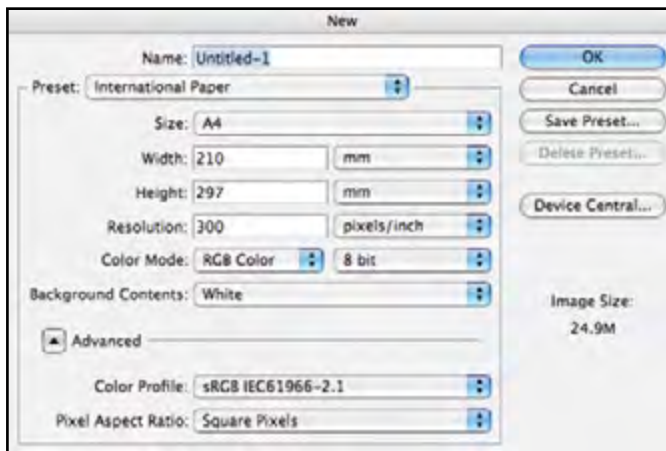 New
Name: Untitled-1
OK
Preset: International Paper
Cancel
Size: A4
Save Preset...
Width: 210 mm
Delete Preset...
Height: 297 mm
Device Central...
Resolution: 300 pixels/inch
Color Mode: RGB Color 8 bit
Background Contents: White
Image Size:
24.9M
Advanced
Color Profile: sRGB IEC61966-2.1
Pixel Aspect Ratio: Square Pixels